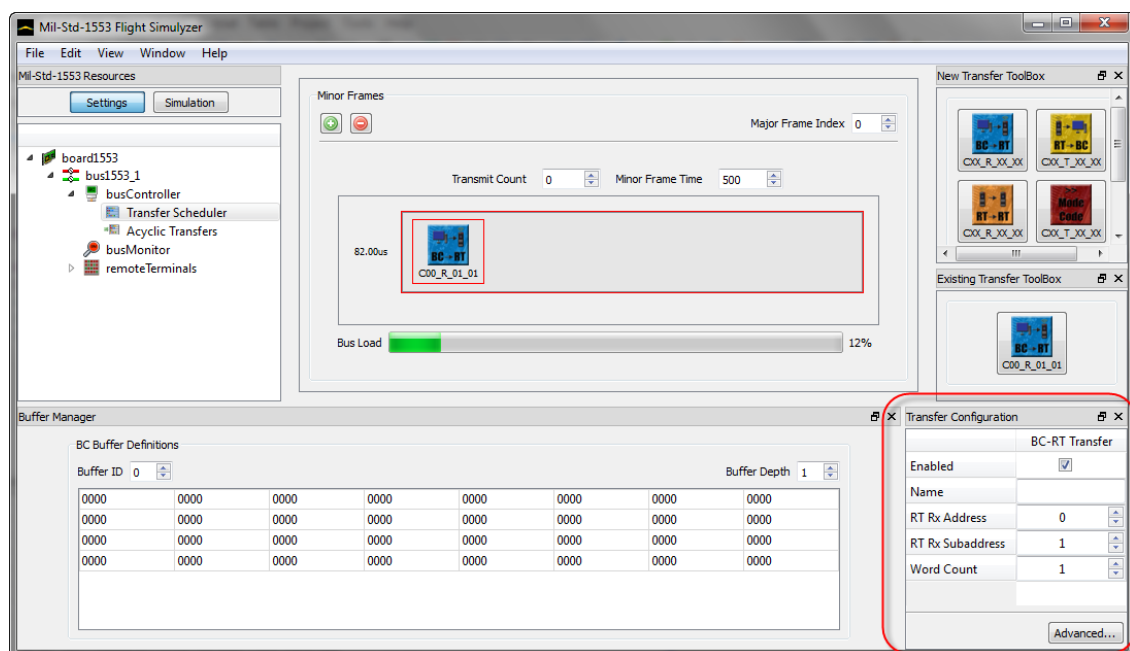 Mil-Std-1553 Flight Simulyzer
File Edit View Window Help
Mil-Std-1553 Resources
Settings Simulation
board1553
bus1553_1
busController
Transfer Scheduler
Acyclic Transfers
busMonitor
remoteTerminals
Minor Frames
Major Frame Index 0
Transmit Count 0 Minor Frame Time 500
82.00us
BC→RT
C00_R_01_01
Bus Load 12%
New Transfer ToolBox
BC→RT RT→BC
CXX_R_XX_XX CXX_T_XX_XX
RT→RT Mode Code
CXX_R_XX_XX CXX_T_XX_XX
Existing Transfer ToolBox
BC→RT
C00_R_01_01
Buffer Manager
BC Buffer Definitions
Buffer ID 0 Buffer Depth 1
0000 0000 0000 0000 0000 0000 0000 0000
0000 0000 0000 0000 0000 0000 0000 0000
0000 0000 0000 0000 0000 0000 0000 0000
0000 0000 0000 0000 0000 0000 0000 0000
Transfer Configuration
BC-RT Transfer
Enabled
Name
RT Rx Address 0
RT Rx Subaddress 1
Word Count 1
Advanced...